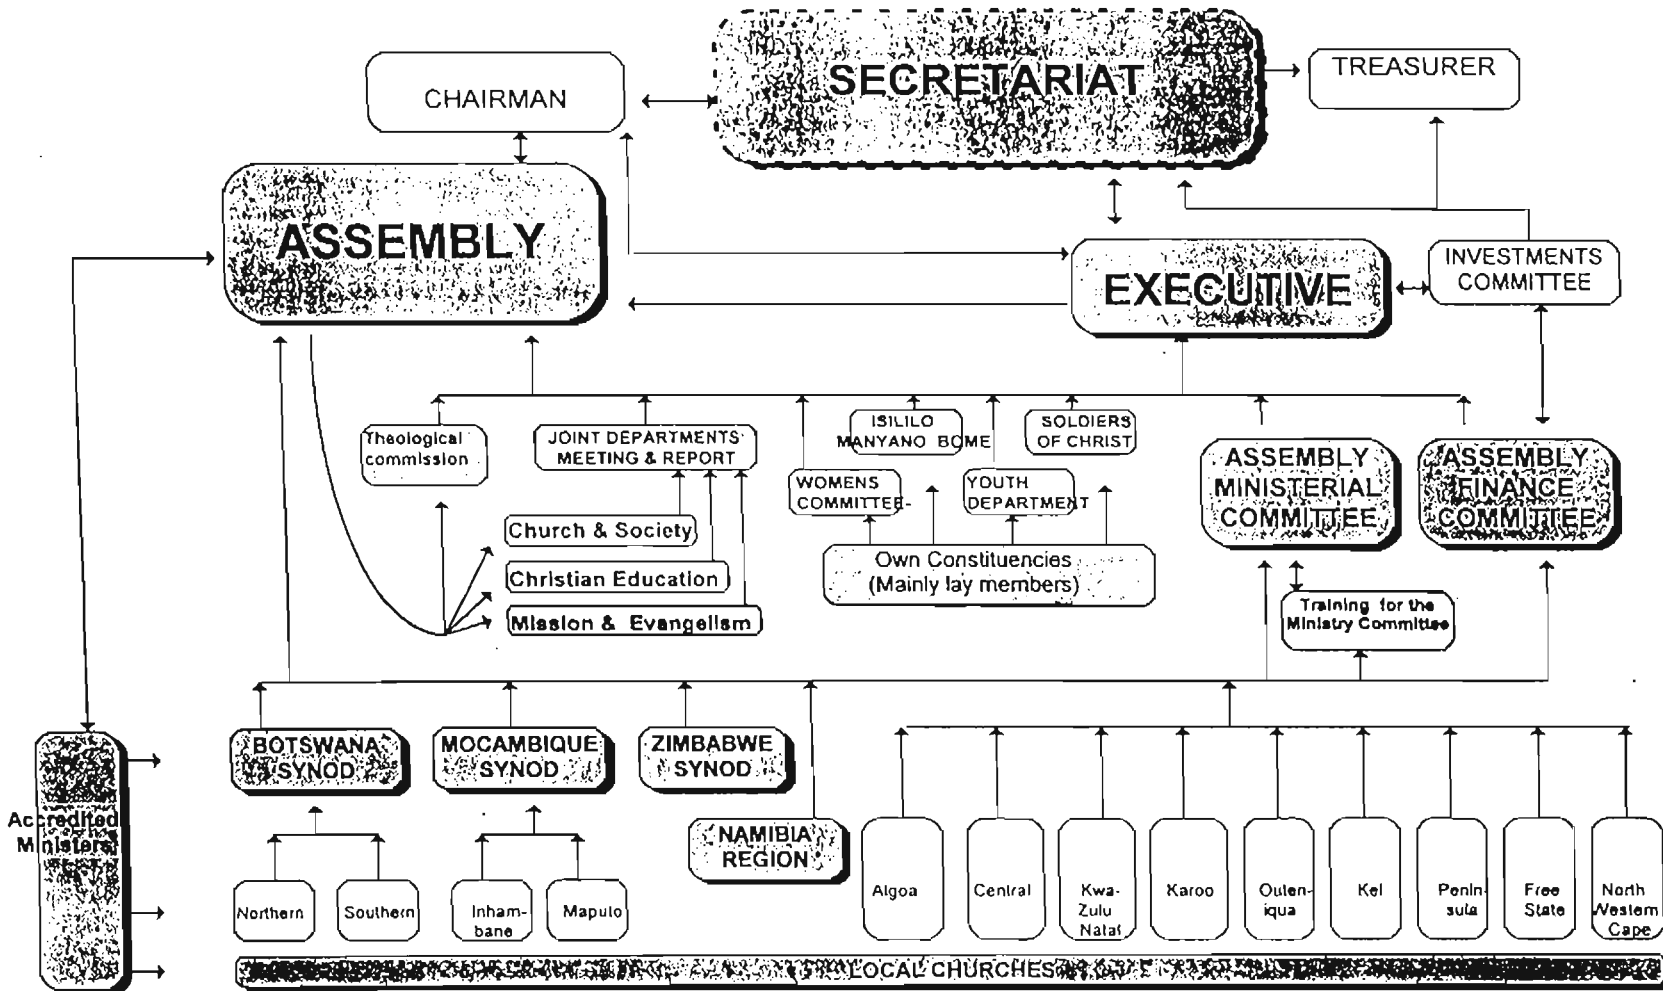 SECRETARIAT
CHAIRMAN
TREASURER
ASSEMBLY
EXECUTIVE
INVESTMENTS
COMMITTEE
Theological
commission
JOINT DEPARTMENTS
MEETING & REPORT
ISILILO
MANYANO BOME
SOLDIERS
OF CHRIST
WOMENS
COMMITTEE-
YOUTH
DEPARTMENT
ASSEMBLY
MINISTERIAL
COMMITTEE
ASSEMBLY
FINANCE
COMMITTEE
Church & Society
Christian Education
Mission & Evangelism
Own Constituencies
(Mainly lay members)
Training for the
Ministry Committee
BOTSWANA
SYNOD
MOCAMBIQUE
SYNOD
ZIMBABWE
SYNOD
NAMIBIA
REGION
Accredited
Ministers
Northern
Southern
Inham-
bane
Maputo
Algoa
Central
Kwa-
Zulu
Natal
Karoo
Outen-
iqua
Kei
Penin-
sula
Free
State
North
Western
Cape
LOCAL CHURCHES